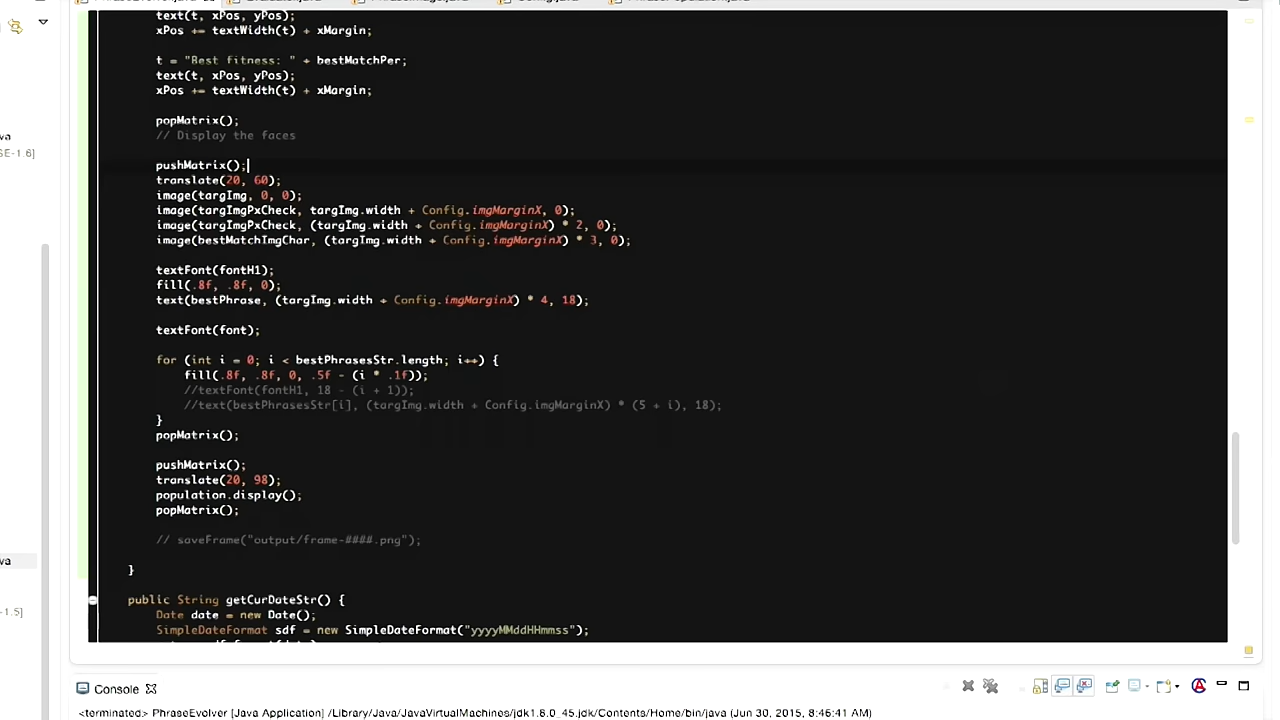 text(t, xPos, yPos);
xPos += textWidth(t) + xMargin;
t = "Best fitness: " + bestMatchPer;
text(t, xPos, yPos);
xPos += textWidth(t) + xMargin;
popMatrix();
// Display the faces
pushMatrix();
translate(20, 60);
image(targImg, 0, 0);
image(targImgPxCheck, targImg.width + Config.imgMarginX, 0);
image(targImgPxCheck, (targImg.width + Config.imgMarginX) * 2, 0);
image(bestMatchImgChar, (targImg.width + Config.imgMarginX) * 3, 0);
textFont(fontH1);
fill(.8f, .8f, 0);
text(bestPhrase, (targImg.width + Config.imgMarginX) * 4, 18);
textFont(font);
for (int i = 0; i < bestPhrasesStr.length; i++) {
fill(.8f, .8f, 0, .5f - (i * .1f));
//textFont(fontH1, 18 - (i + 1));
//text(bestPhrasesStr[i], (targImg.width + Config.imgMarginX) * (5 + i), 18);
}
popMatrix();
pushMatrix();
translate(20, 98);
population.display();
popMatrix();
// saveFrame("output/frame-####.png");
}
public String getCurDateStr() {
Date date = new Date();
SimpleDateFormat sdf = new SimpleDateFormat("yyyyMMddHHmmss");
va
SE-1.6]
va
-1.5]
Console
<terminated> PhraseEvolver [Java Application] /Library/Java/JavaVirtualMachines/jdk1.8.0_45.jdk/Contents/Home/bin/java (Jun 30, 2015, 8:46:41 AM)